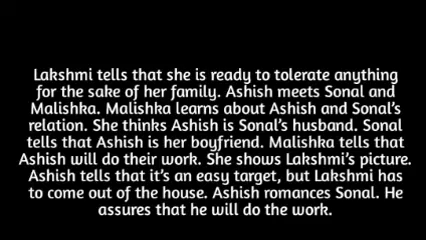 Lakshmi tells that she is ready to tolerate anything
for the sake of her family. Ashish meets Sonal and
Malishka. Malishka learns about Ashish and Sonal's
relation. She thinks Ashish is Sonal's husband. Sonal
tells that Ashish is her boyfriend. Malishka tells that
Ashish will do their work. She shows Lakshmi's picture.
Ashish tells that it's an easy target, but Lakshmi has
to come out of the house. Ashish romances Sonal. He
assures that he will do the work.